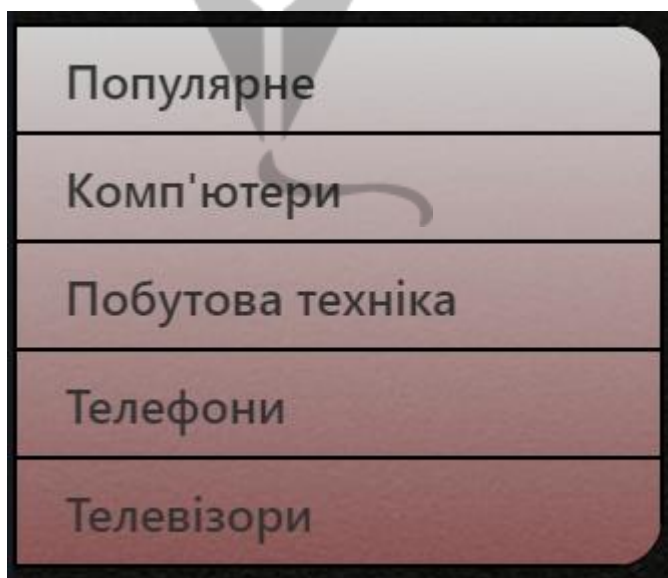 Популярне
Комп'ютери
Побутова техніка
Телефони
Телевізори